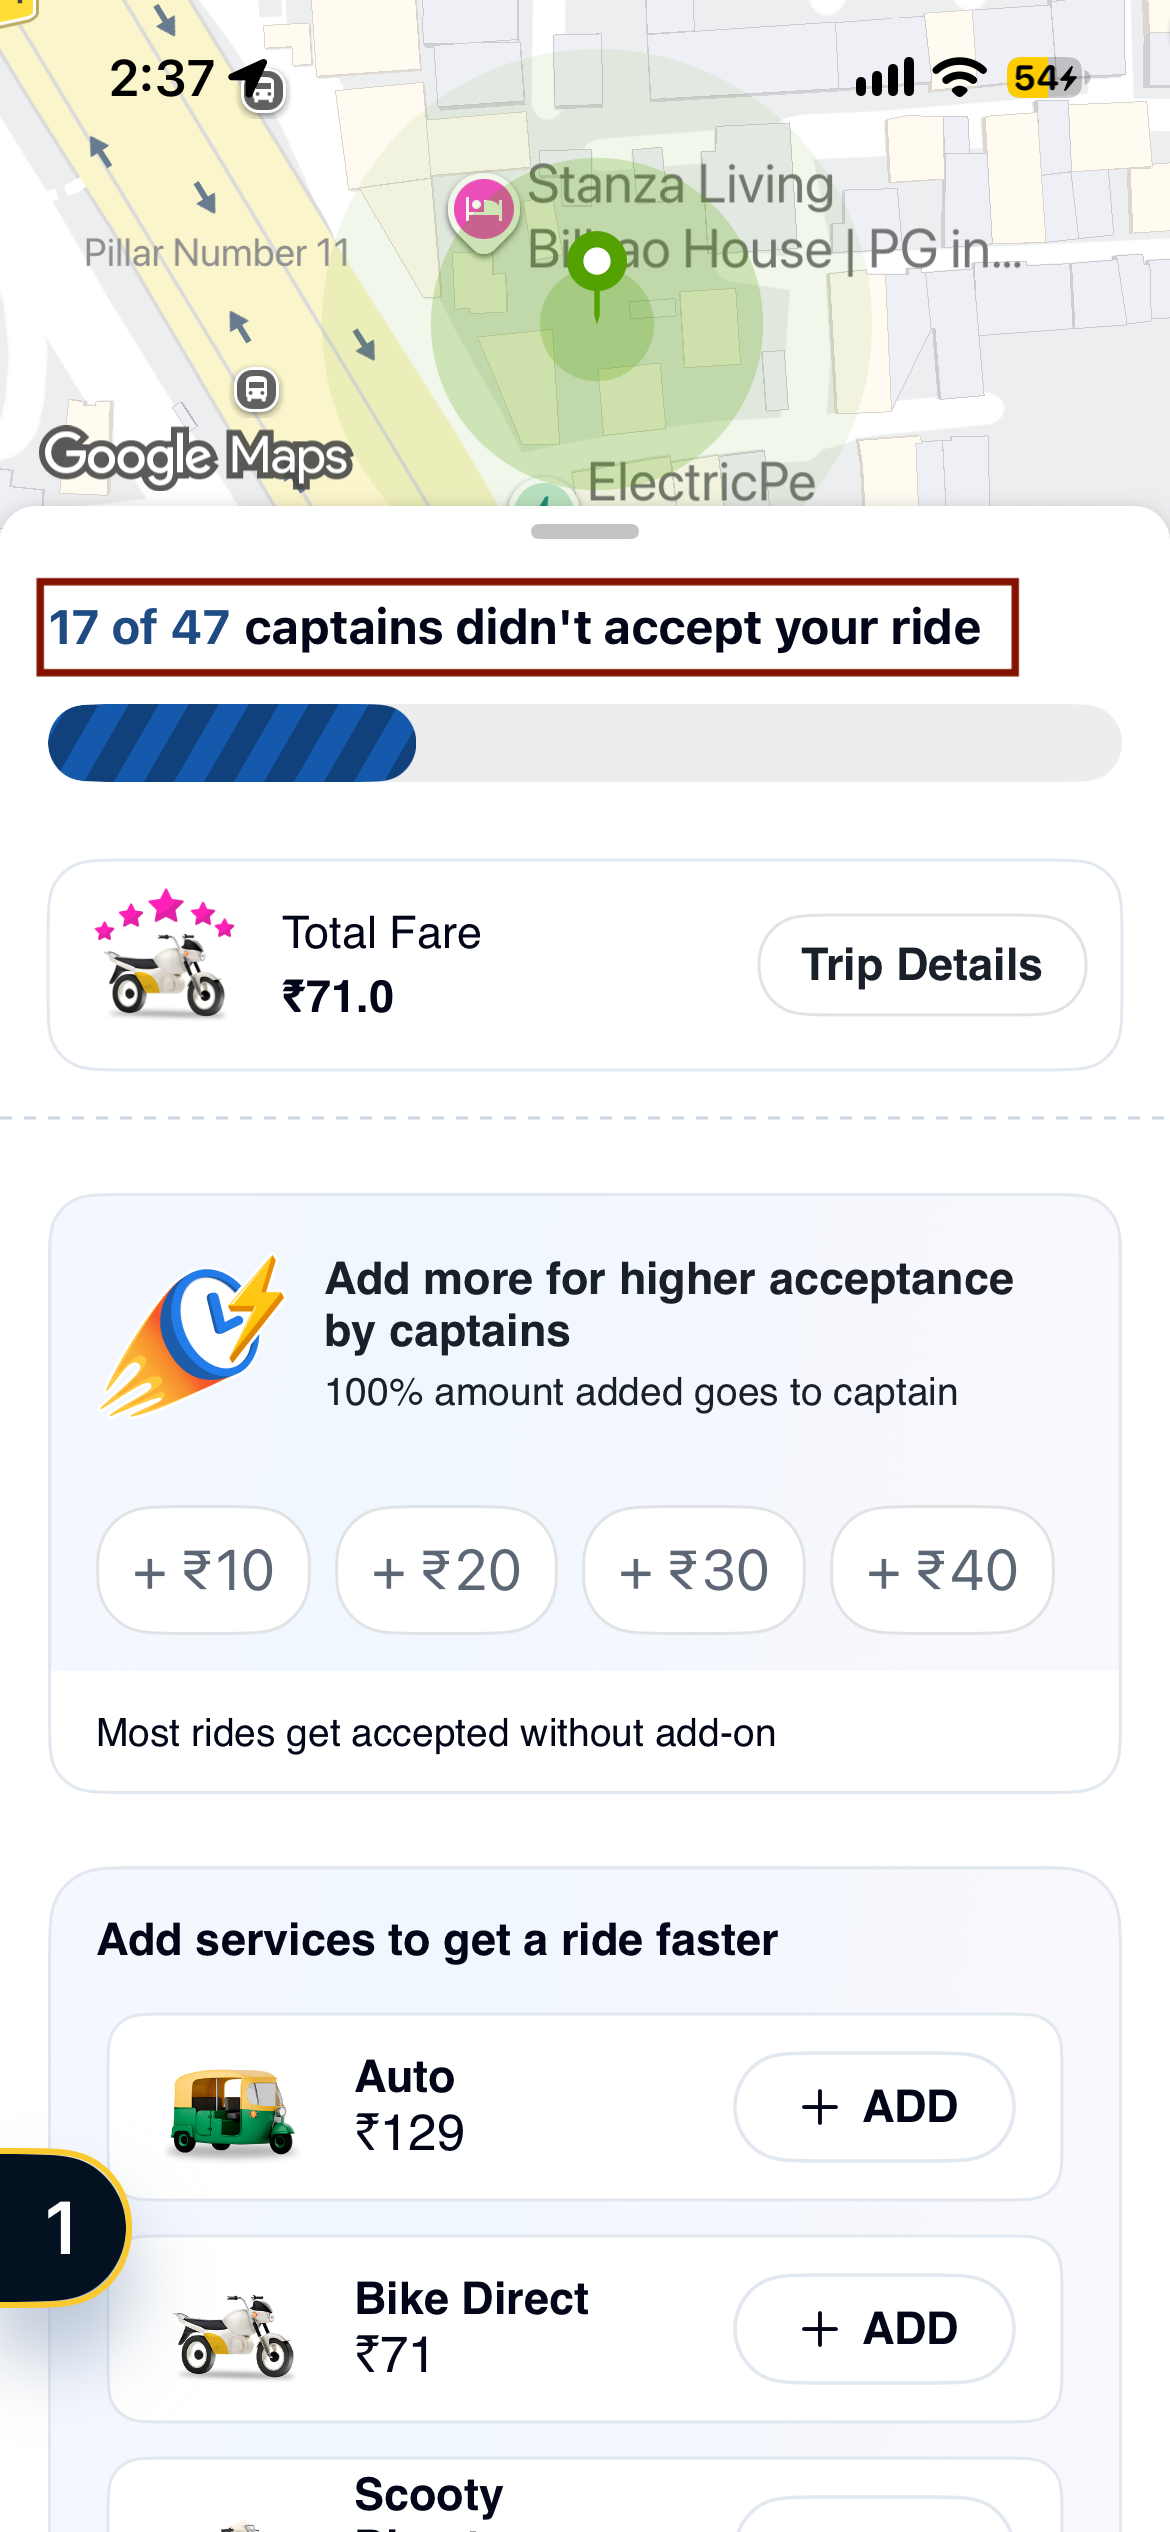 2:37
54
Stanza Living
Bilbao House | PG in...
Pillar Number 11
Google Maps
ElectricPe
17 of 47 captains didn't accept your ride
Total Fare
₹71.0
Trip Details
Add more for higher acceptance
by captains
100% amount added goes to captain
+ ₹10
+ ₹20
+ ₹30
+ ₹40
Most rides get accepted without add-on
Add services to get a ride faster
Auto
₹129
+ ADD
1
Bike Direct
₹71
+ ADD
Scooty